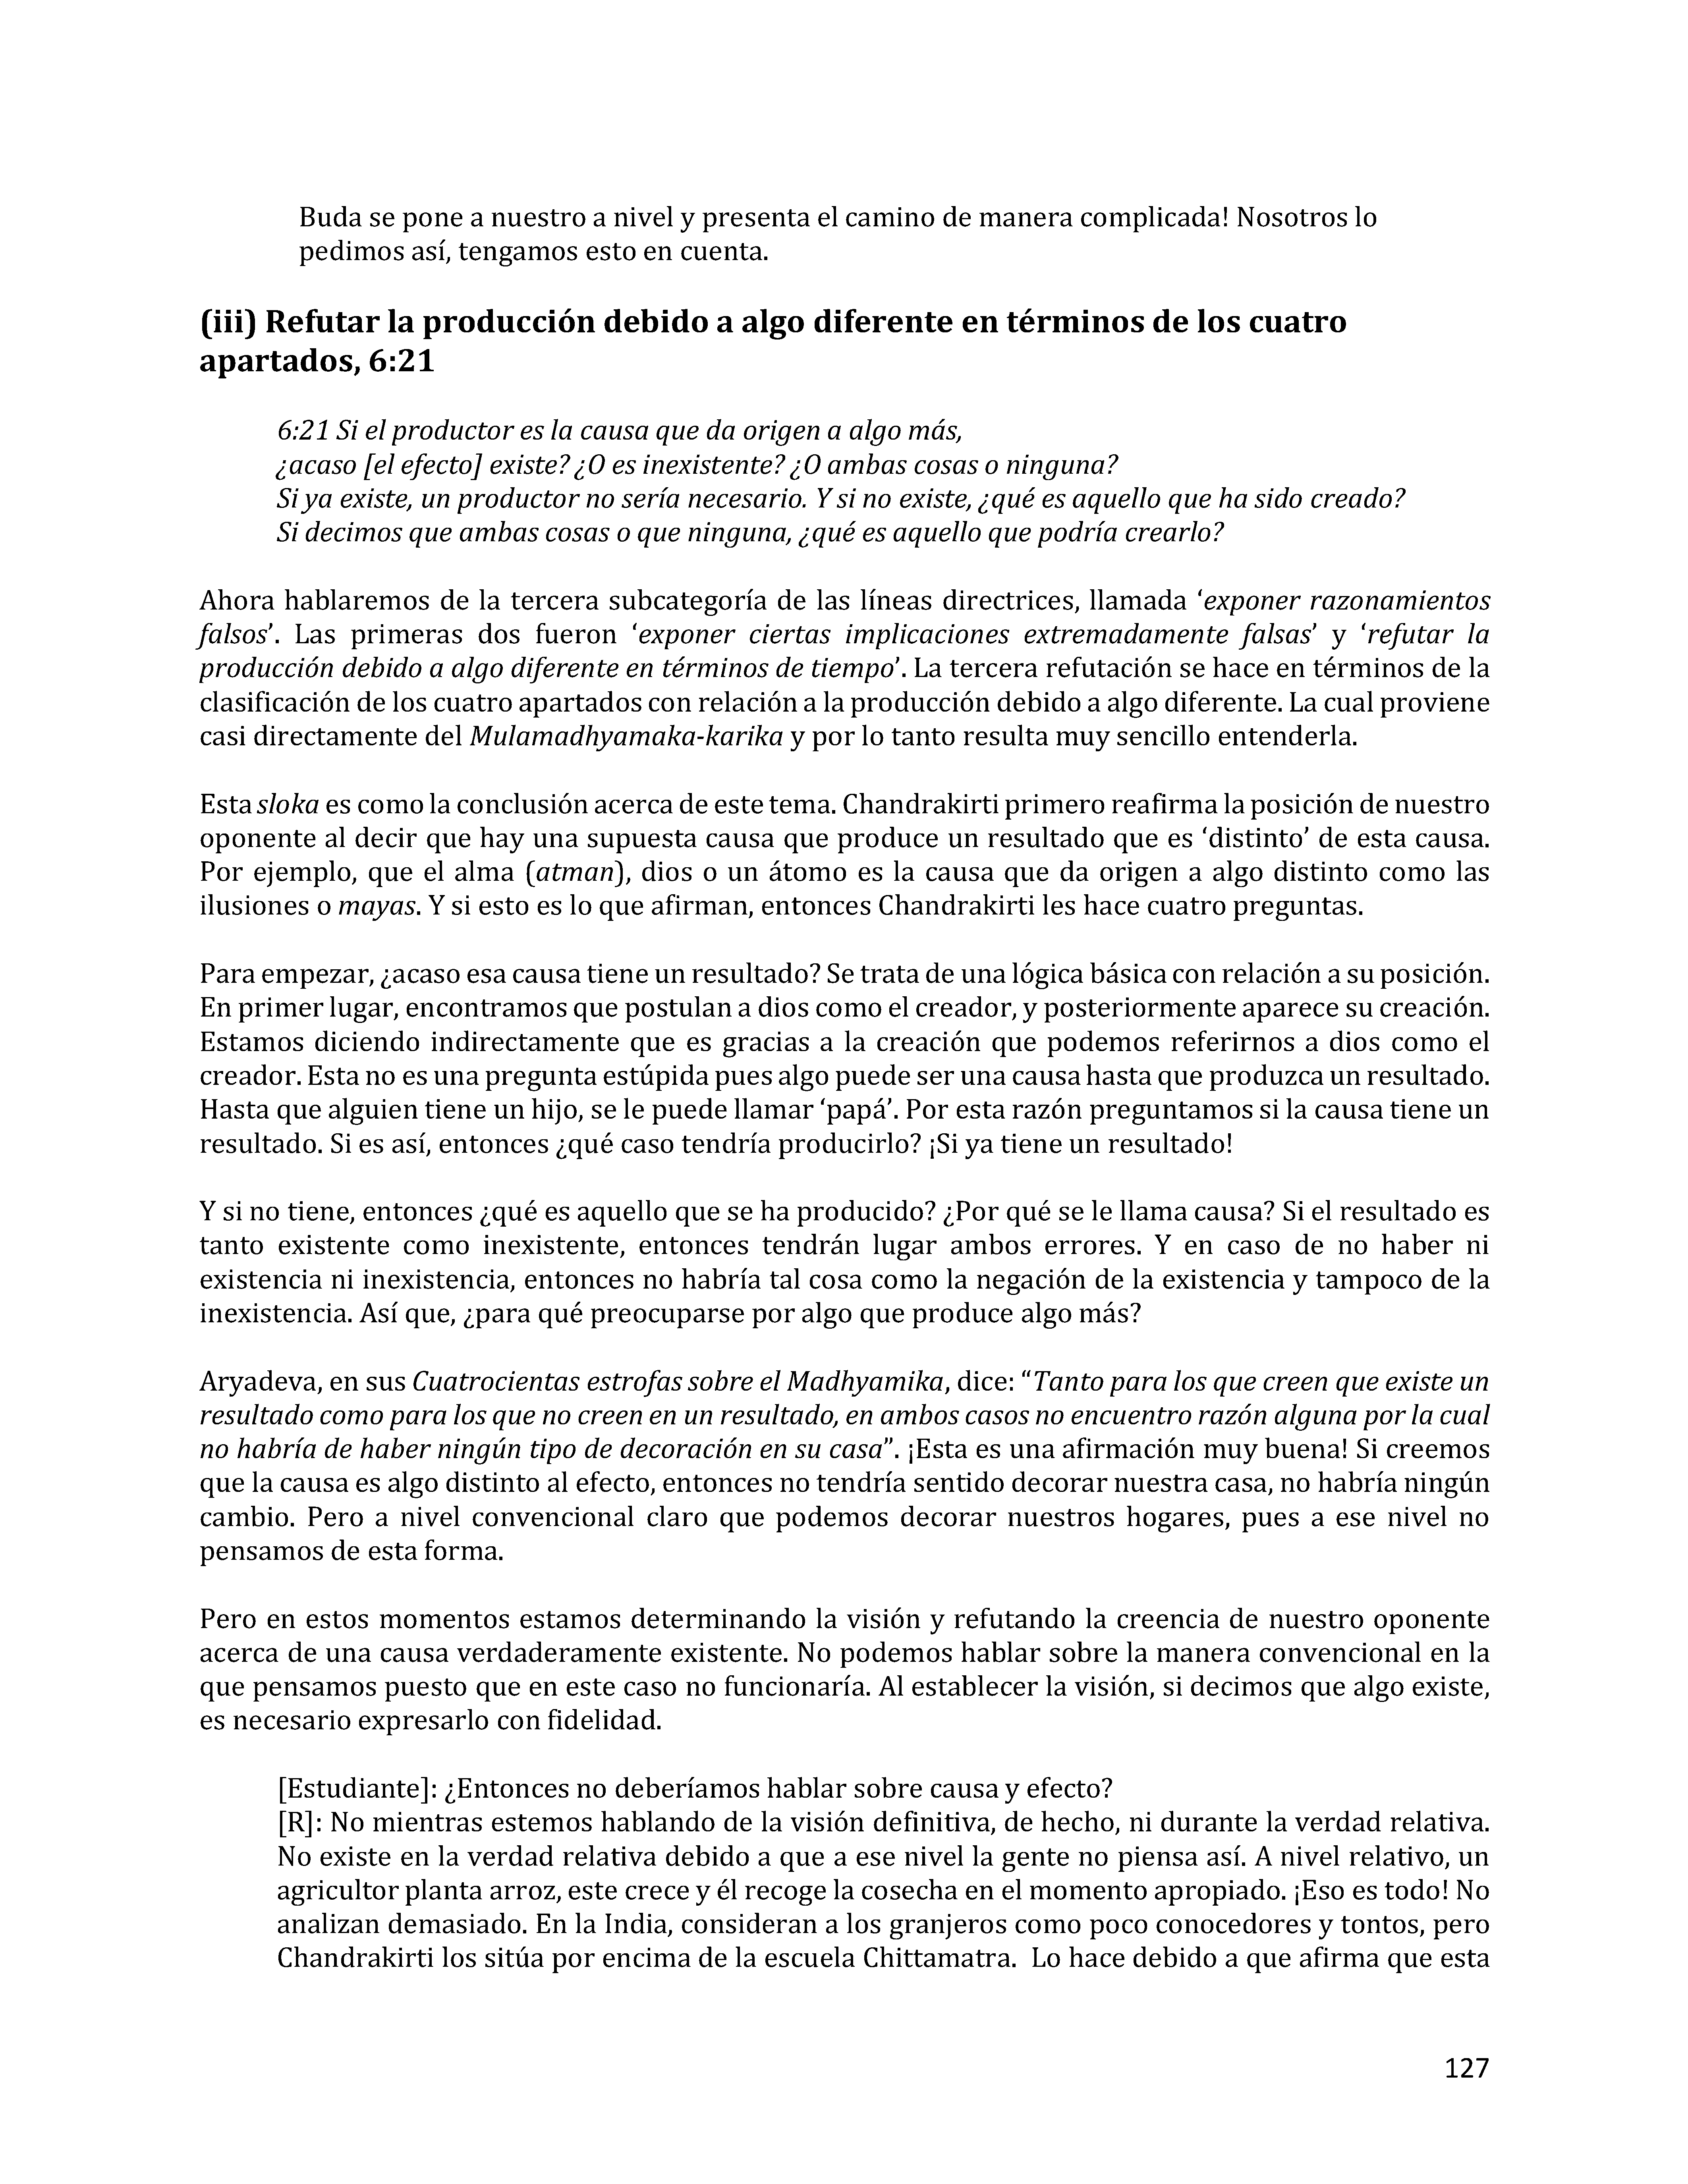 Buda se pone a nuestro a nivel y presenta el camino de manera complicada! Nosotros lo
pedimos así, tengamos esto en cuenta.
(iii) Refutar la producción debido a algo diferente en términos de los cuatro
apartados, 6:21
6:21 Si el productor es la causa que da origen a algo más,
¿acaso [el efecto] existe? ¿O es inexistente? ¿O ambas cosas o ninguna?
Si ya existe, un productor no sería necesario. Y si no existe, ¿qué es aquello que ha sido creado?
Si decimos que ambas cosas o que ninguna, ¿qué es aquello que podría crearlo?
Ahora hablaremos de la tercera subcategoría de las líneas directrices, llamada ‘exponer razonamientos
falsos’. Las primeras dos fueron ‘exponer ciertas implicaciones extremadamente falsas’ y ‘refutar la
producción debido a algo diferente en términos de tiempo’. La tercera refutación se hace en términos de la
clasificación de los cuatro apartados con relación a la producción debido a algo diferente. La cual proviene
casi directamente del Mulamadhyamaka-karika y por lo tanto resulta muy sencillo entenderla.
Esta sloka es como la conclusión acerca de este tema. Chandrakirti primero reafirma la posición de nuestro
oponente al decir que hay una supuesta causa que produce un resultado que es ‘distinto’ de esta causa.
Por ejemplo, que el alma (atman), dios o un átomo es la causa que da origen a algo distinto como las
ilusiones o mayas. Y si esto es lo que afirman, entonces Chandrakirti les hace cuatro preguntas.
Para empezar, ¿acaso esa causa tiene un resultado? Se trata de una lógica básica con relación a su posición.
En primer lugar, encontramos que postulan a dios como el creador, y posteriormente aparece su creación.
Estamos diciendo indirectamente que es gracias a la creación que podemos referirnos a dios como el
creador. Esta no es una pregunta estúpida pues algo puede ser una causa hasta que produzca un resultado.
Hasta que alguien tiene un hijo, se le puede llamar ‘papá’. Por esta razón preguntamos si la causa tiene un
resultado. Si es así, entonces ¿qué caso tendría producirlo? ¡Si ya tiene un resultado!
Y si no tiene, entonces ¿qué es aquello que se ha producido? ¿Por qué se le llama causa? Si el resultado es
tanto existente como inexistente, entonces tendrán lugar ambos errores. Y en caso de no haber ni
existencia ni inexistencia, entonces no habría tal cosa como la negación de la existencia y tampoco de la
inexistencia. Así que, ¿para qué preocuparse por algo que produce algo más?
Aryadeva, en sus Cuatrocientas estrofas sobre el Madhyamika, dice: “Tanto para los que creen que existe un
resultado como para los que no creen en un resultado, en ambos casos no encuentro razón alguna por la cual
no habría de haber ningún tipo de decoración en su casa”. ¡Esta es una afirmación muy buena! Si creemos
que la causa es algo distinto al efecto, entonces no tendría sentido decorar nuestra casa, no habría ningún
cambio. Pero a nivel convencional claro que podemos decorar nuestros hogares, pues a ese nivel no
pensamos de esta forma.
Pero en estos momentos estamos determinando la visión y refutando la creencia de nuestro oponente
acerca de una causa verdaderamente existente. No podemos hablar sobre la manera convencional en la
que pensamos puesto que en este caso no funcionaría. Al establecer la visión, si decimos que algo existe,
es necesario expresarlo con fidelidad.
[Estudiante]: ¿Entonces no deberíamos hablar sobre causa y efecto?
[R]: No mientras estemos hablando de la visión definitiva, de hecho, ni durante la verdad relativa.
No existe en la verdad relativa debido a que a ese nivel la gente no piensa así. A nivel relativo, un
agricultor planta arroz, este crece y él recoge la cosecha en el momento apropiado. ¡Eso es todo! No
analizan demasiado. En la India, consideran a los granjeros como poco conocedores y tontos, pero
Chandrakirti los sitúa por encima de la escuela Chittamatra. Lo hace debido a que afirma que esta
127